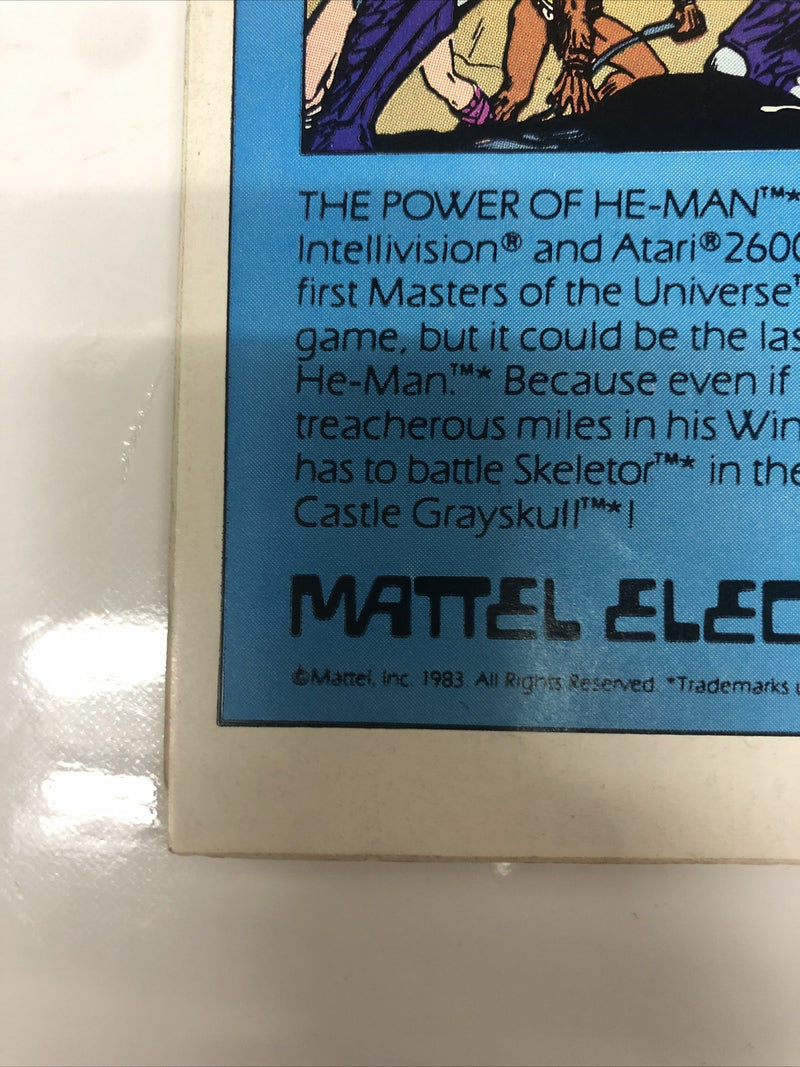 THE POWER OF HE-MAN™*
Intellivision® and Atari® 2600
first Masters of the Universe™
game, but it could be the las
He-Man.™* Because even if
treacherous miles in his Win
has to battle Skeletor™* in the
Castle Grayskull™*!
MATTEL ELEC
©Mattel, Inc. 1983. All Rights Reserved. *Trademarks